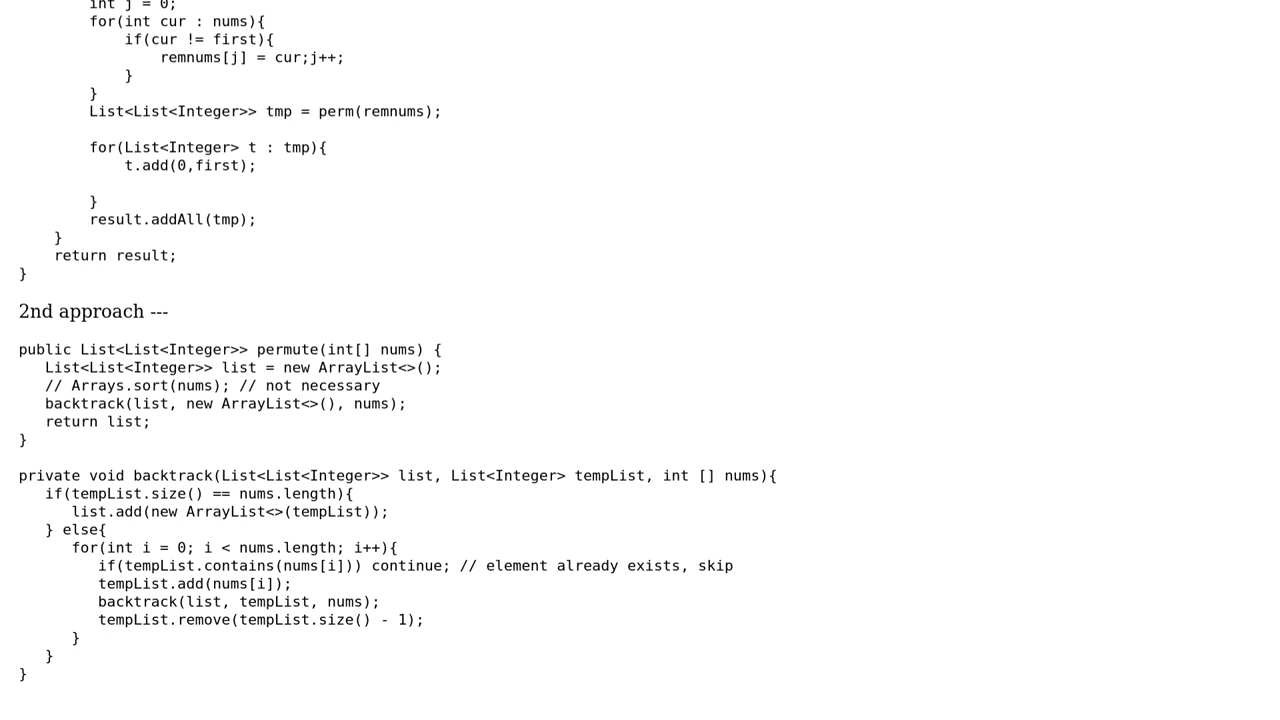 int j = 0;
for(int cur : nums){
if(cur != first){
remnums[j] = cur;j++;
}
}
List<List<Integer>> tmp = perm(remnums);
for(List<Integer> t : tmp){
t.add(0,first);
}
result.addAll(tmp);
}
return result;
}
2nd approach ---
public List<List<Integer>> permute(int[] nums) {
List<List<Integer>> list = new ArrayList<>();
// Arrays.sort(nums); // not necessary
backtrack(list, new ArrayList<>(), nums);
return list;
}
private void backtrack(List<List<Integer>> list, List<Integer> tempList, int [] nums){
if(tempList.size() == nums.length){
list.add(new ArrayList<>(tempList));
} else{
for(int i = 0; i < nums.length; i++){
if(tempList.contains(nums[i])) continue; // element already exists, skip
tempList.add(nums[i]);
backtrack(list, tempList, nums);
tempList.remove(tempList.size() - 1);
}
}
}